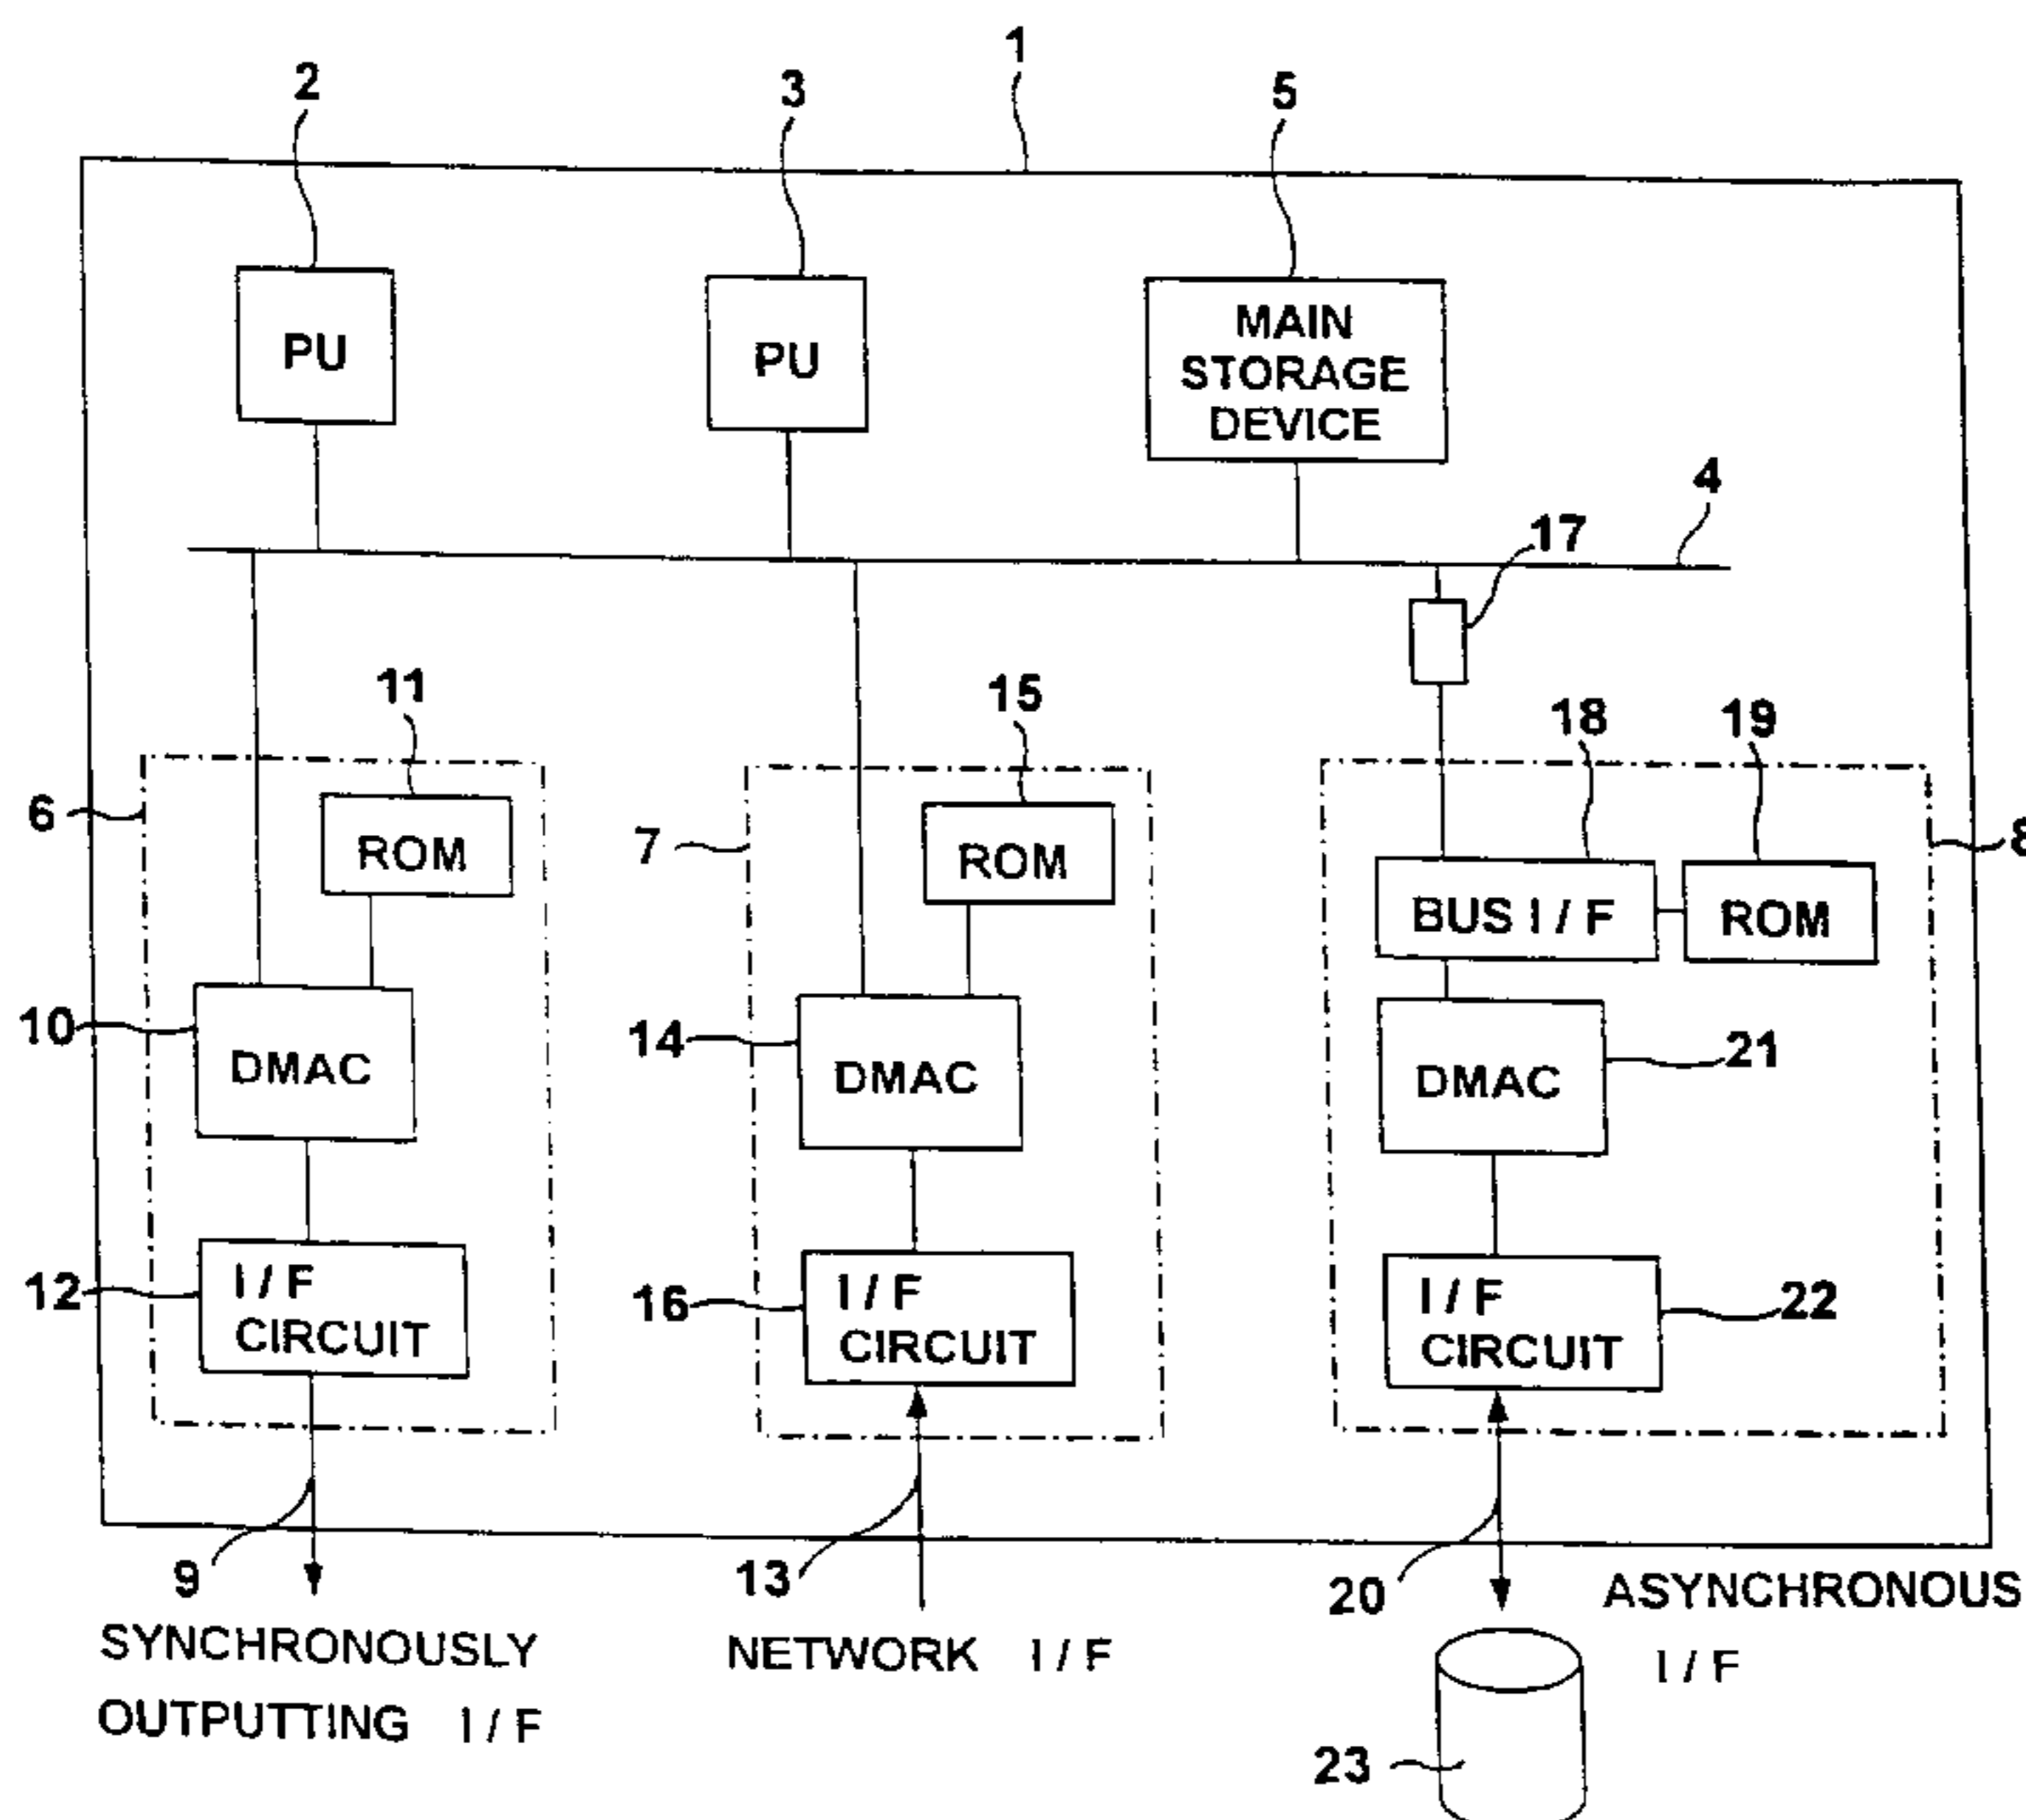 1
2
3
5
PU
PU
MAIN
STORAGE
DEVICE
4
17
11
15
18
19
6
ROM
7
ROM
8
BUS I / F
ROM
10
DMAC
14
DMAC
21
DMAC
12
I / F
CIRCUIT
16
I / F
CIRCUIT
22
I / F
CIRCUIT
9
13
20
SYNCHRONOUSLY
OUTPUTTING I / F
NETWORK I / F
ASYNCHRONOUS
I / F
23